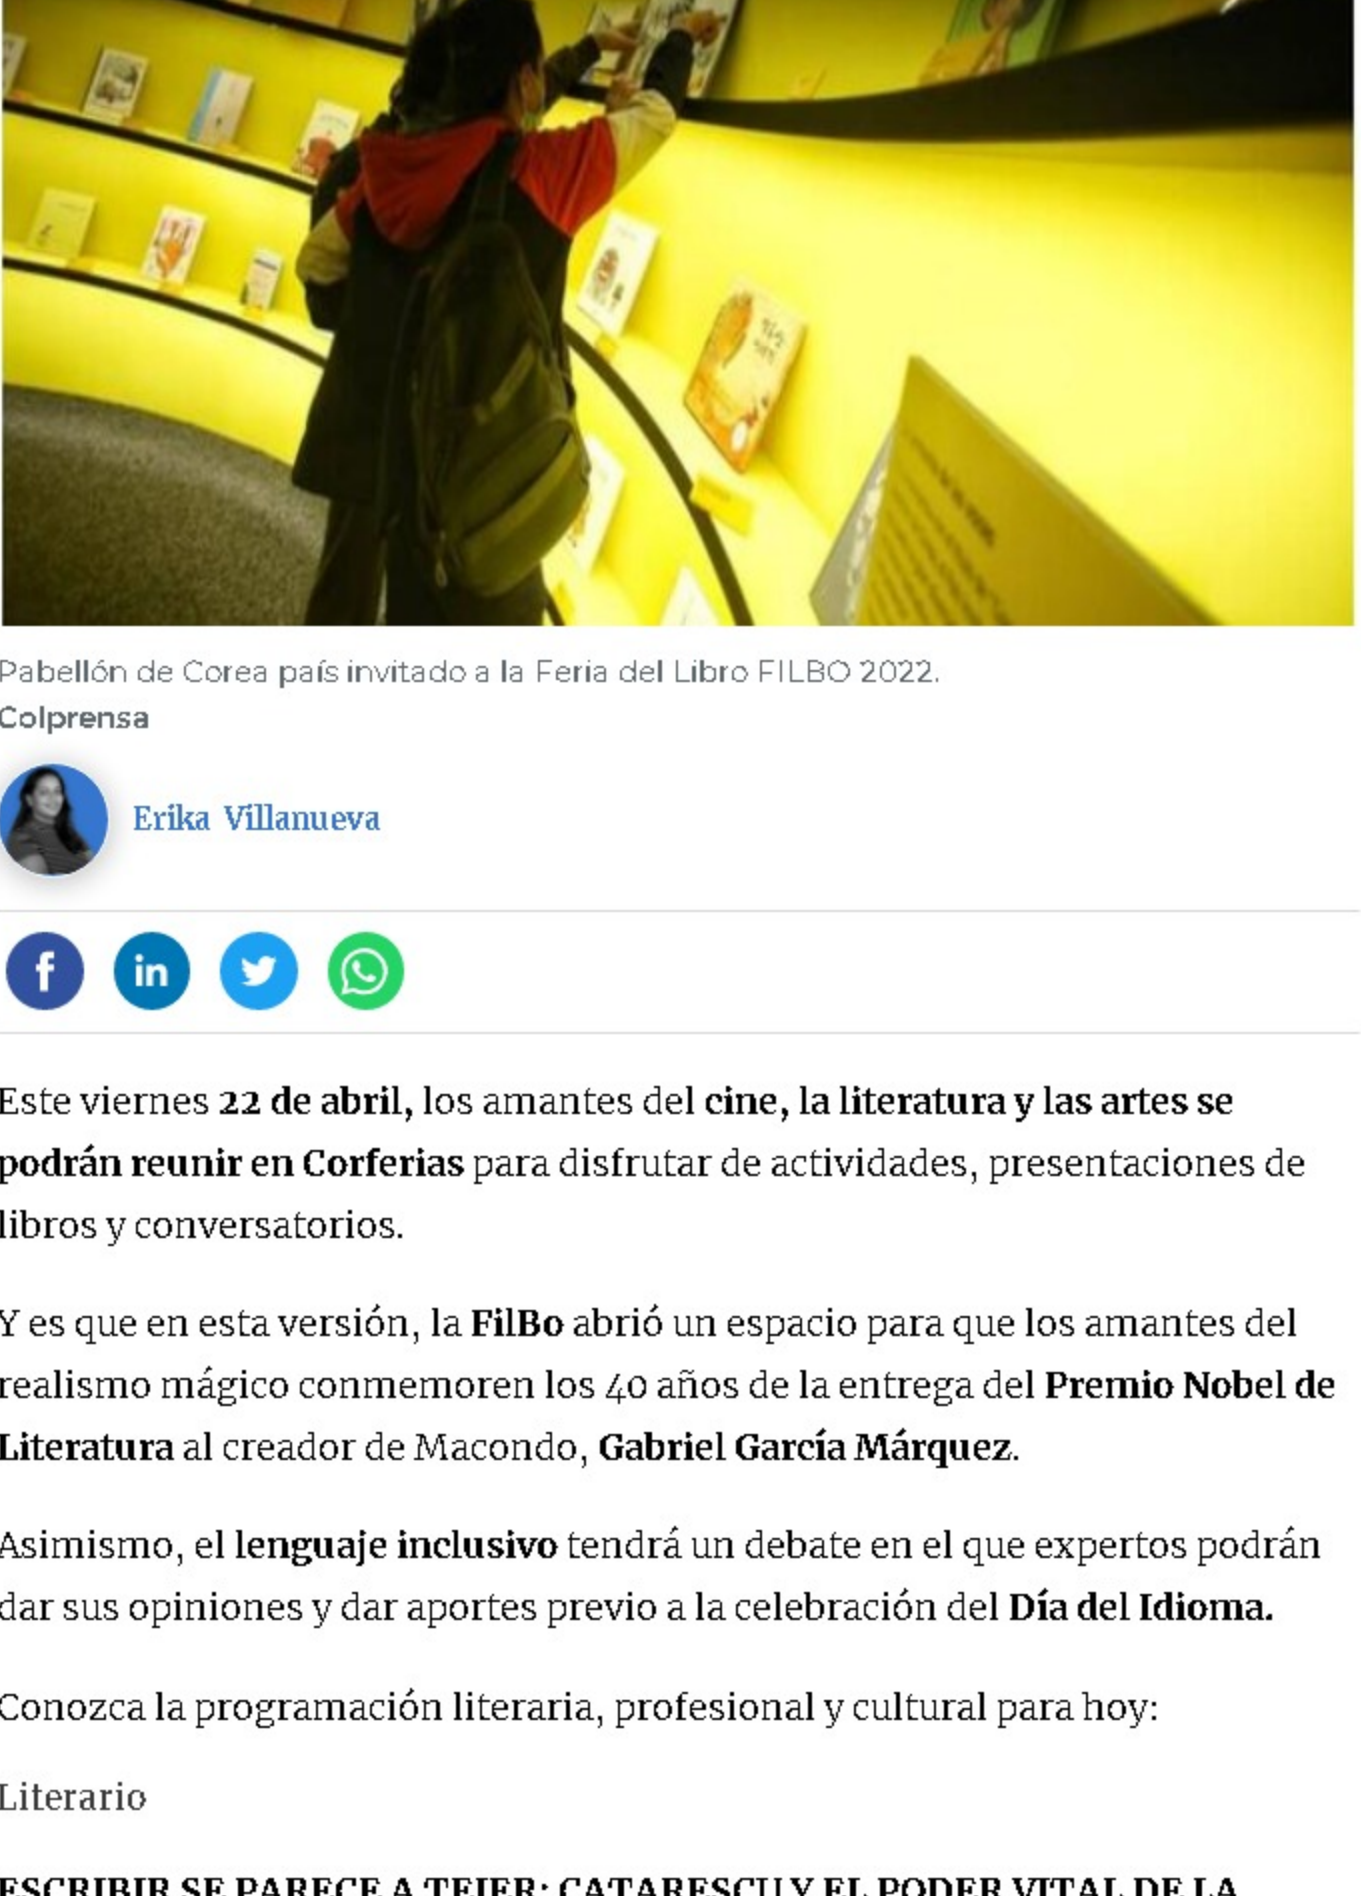 Pabellón de Corea país invitado a la Feria del Libro FILBO 2022.
Colprensa
Erika Villanueva
f
in
Este viernes 22 de abril, los amantes del cine, la literatura y las artes se
podrán reunir en Corferias para disfrutar de actividades, presentaciones de
libros y conversatorios.
Y es que en esta versión, la FilBo abrió un espacio para que los amantes del
realismo mágico conmemoren los 40 años de la entrega del Premio Nobel de
Literatura al creador de Macondo, Gabriel García Márquez.
Asimismo, el lenguaje inclusivo tendrá un debate en el que expertos podrán
dar sus opiniones y dar aportes previo a la celebración del Día del Idioma.
Conozca la programación literaria, profesional y cultural para hoy:
Literario
ESCRIBIR SE PARECE A TEJER: CATARESCU Y EL PODER VITAL DE LA